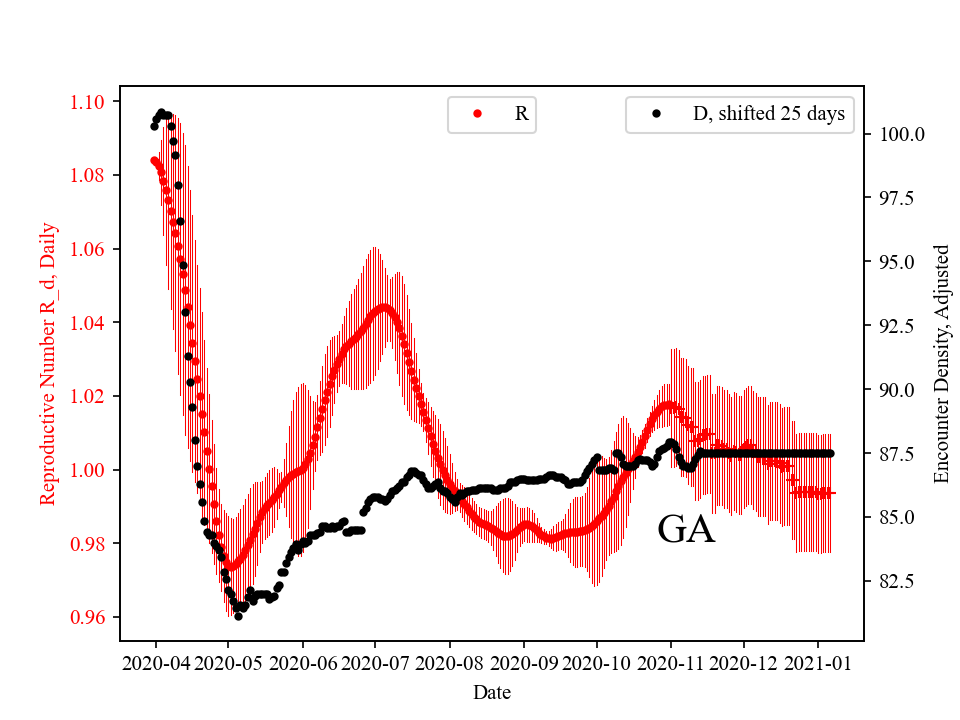 R
D, shifted 25 days
1.10
1.08
1.06
1.04
1.02
1.00
0.98
0.96
Reproductive Number R_d, Daily
100.0
97.5
95.0
92.5
90.0
87.5
85.0
82.5
Encounter Density, Adjusted
GA
2020-04 2020-05 2020-06 2020-07 2020-08 2020-09 2020-10 2020-11 2020-12 2021-01
Date